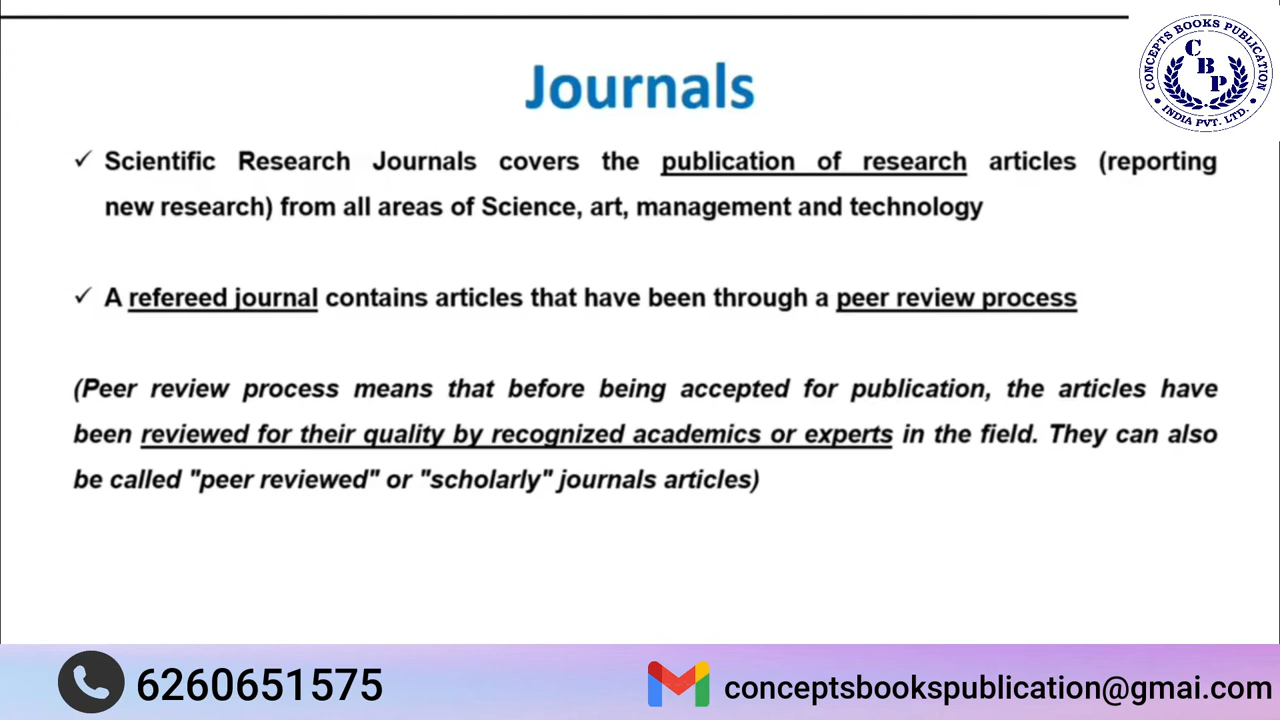 Journals
CONCEPTS BOOKS PUBLICATION
C
B
P
INDIA PVT. LTD.
✓ Scientific Research Journals covers the publication of research articles (reporting
new research) from all areas of Science, art, management and technology
✓ A refereed journal contains articles that have been through a peer review process
(Peer review process means that before being accepted for publication, the articles have
been reviewed for their quality by recognized academics or experts in the field. They can also
be called "peer reviewed" or "scholarly" journals articles)
6260651575
conceptsbookspublication@gmai.com